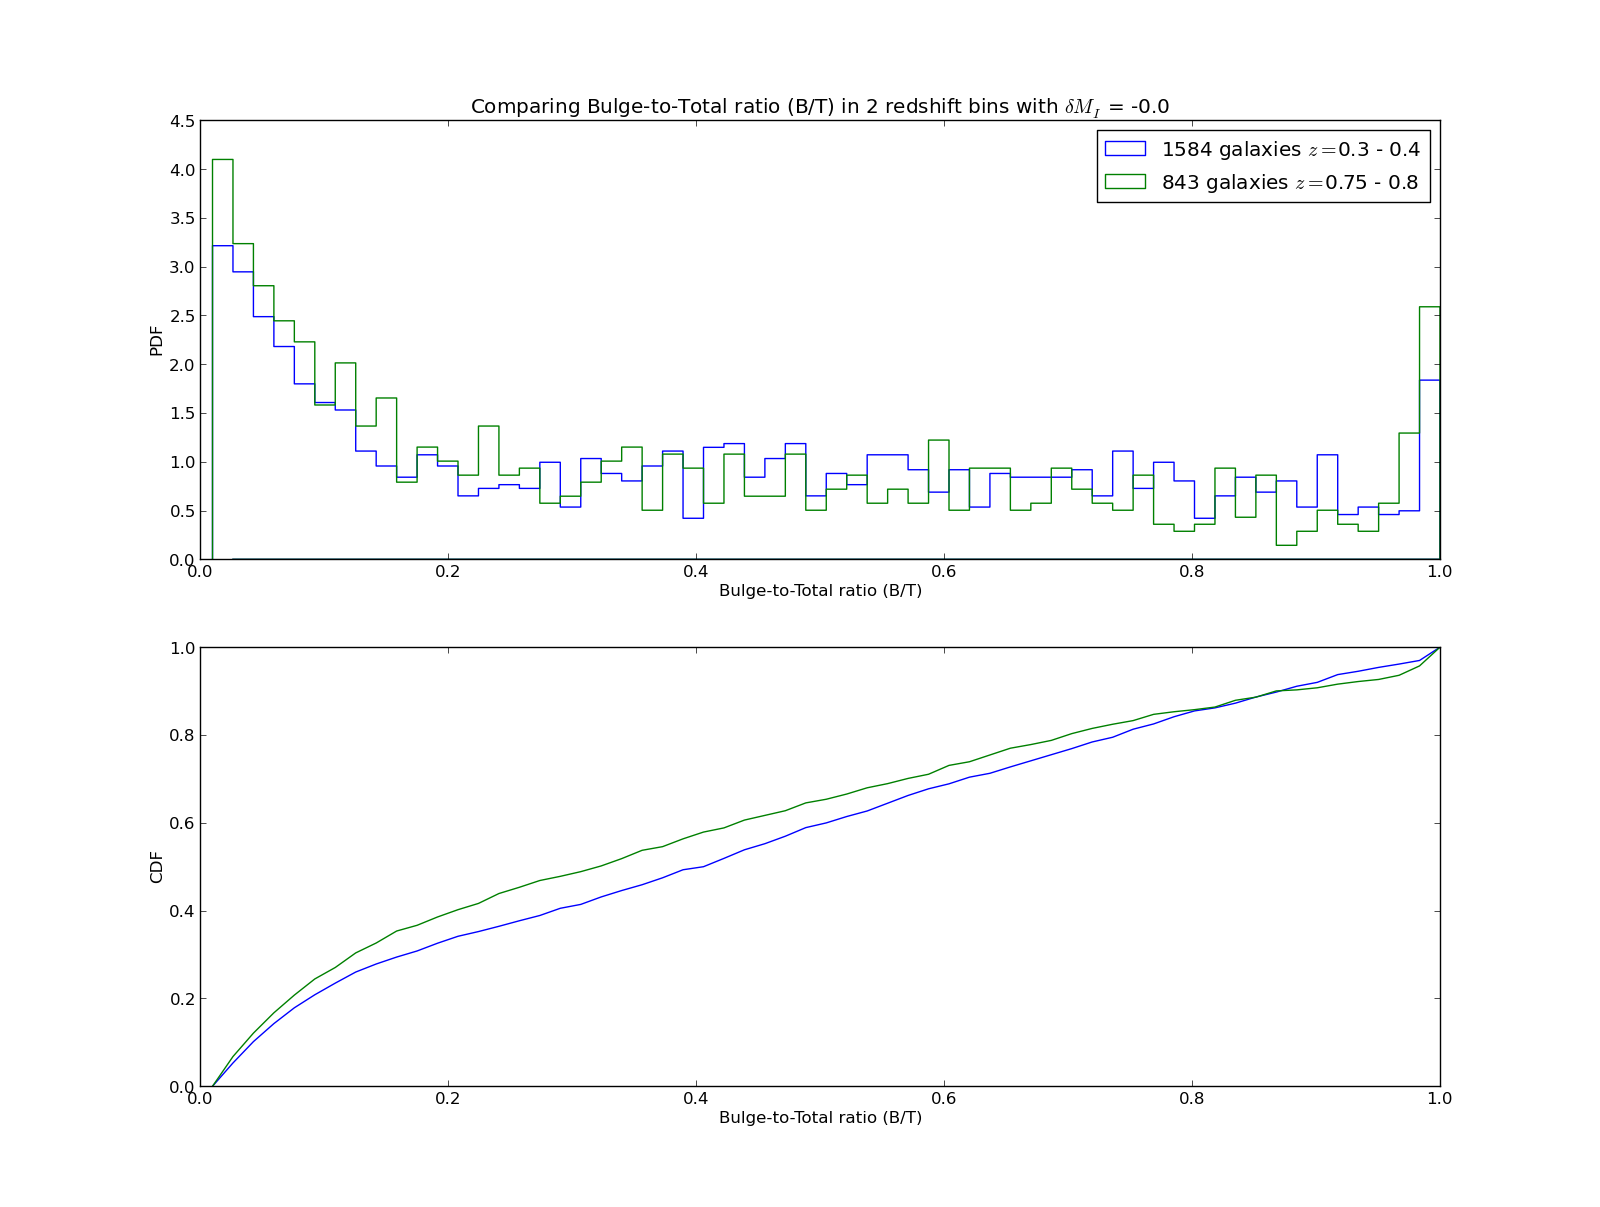 Comparing Bulge-to-Total ratio (B/T) in 2 redshift bins with δM_I = -0.0
4.5
4.0
3.5
3.0
2.5
2.0
1.5
1.0
0.5
0.0
PDF
1584 galaxies z=0.3 - 0.4
843 galaxies z=0.75 - 0.8
0.0 0.2 0.4 0.6 0.8 1.0
Bulge-to-Total ratio (B/T)
1.0
0.8
0.6
0.4
0.2
0.0
CDF
0.0 0.2 0.4 0.6 0.8 1.0
Bulge-to-Total ratio (B/T)